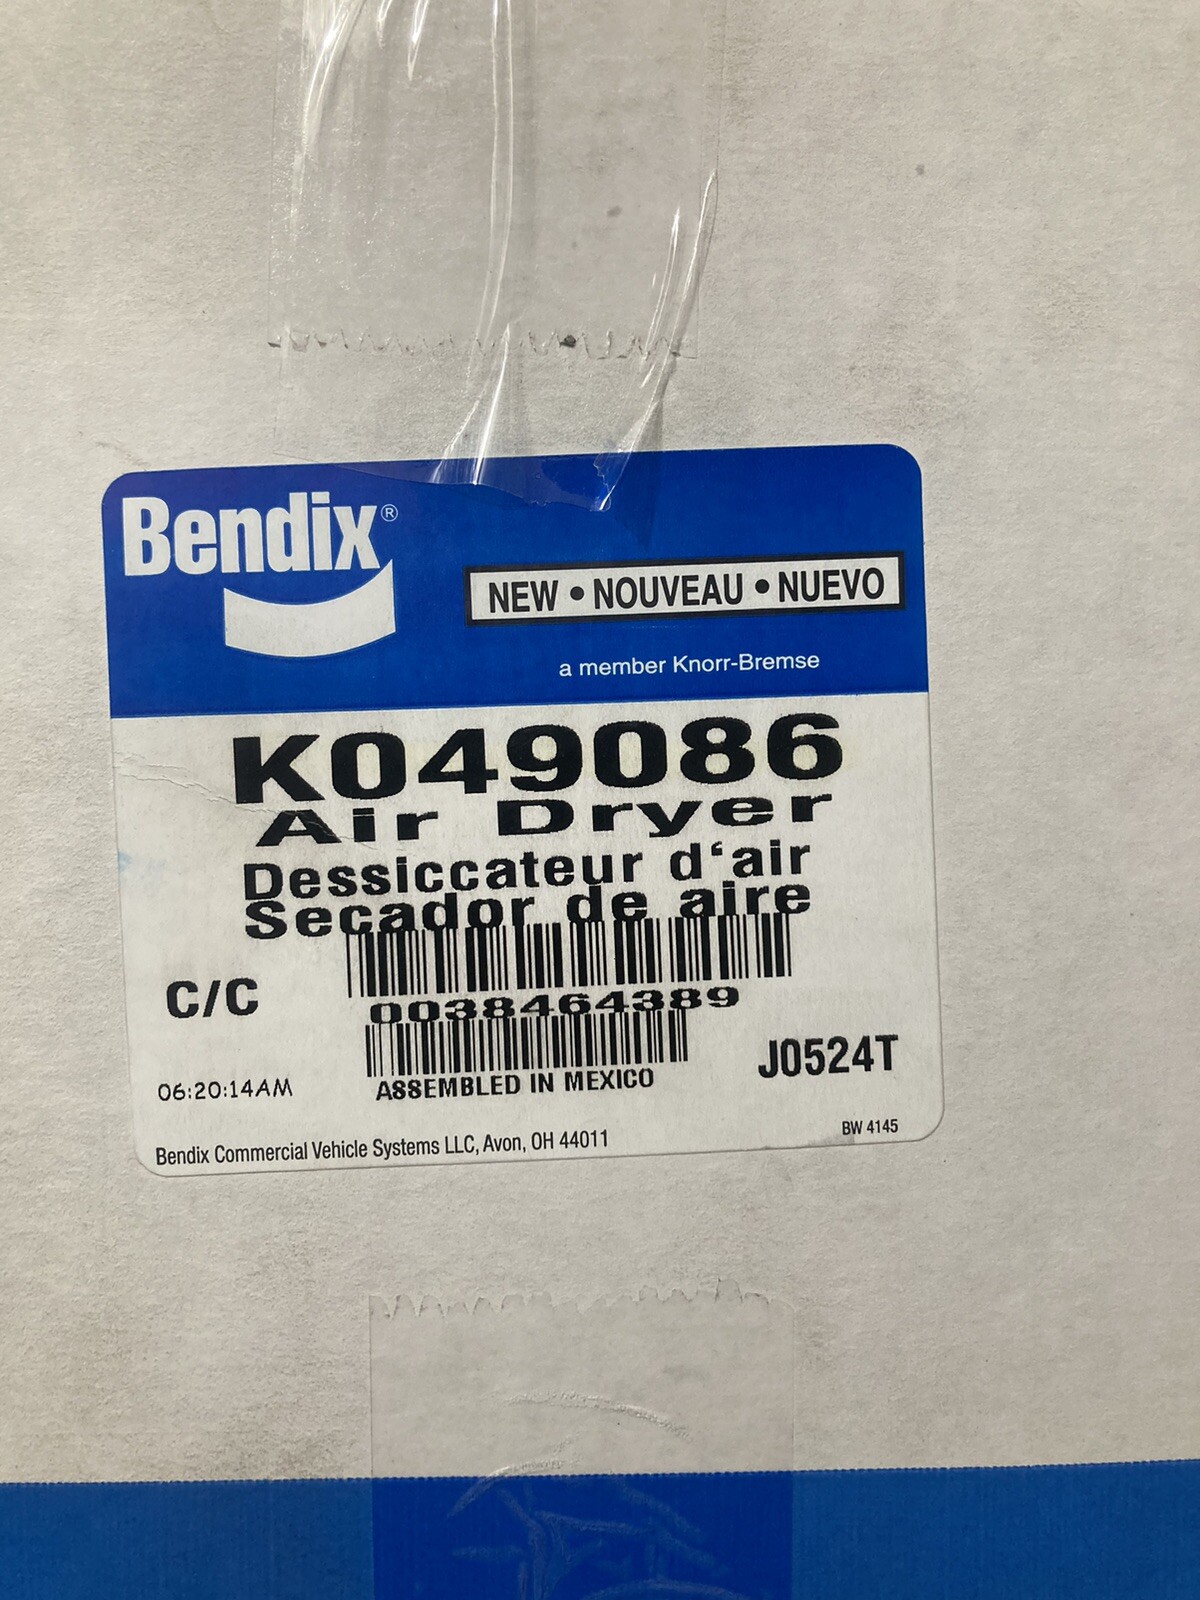 Bendix®
NEW • NOUVEAU • NUEVO
a member Knorr-Bremse
K049086
Air Dryer
Dessiccateur d‘air
Secador de aire
C/C
0038464389
J0524T
06:20:14AM
ASSEMBLED IN MEXICO
BW 4145
Bendix Commercial Vehicle Systems LLC, Avon, OH 44011